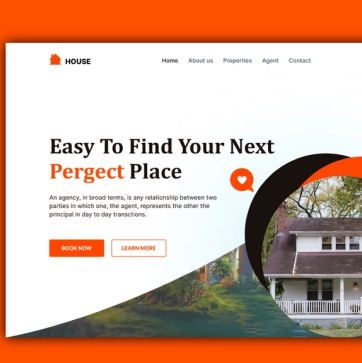 HOUSE
Home About us Properties Agent Contact
Easy To Find Your Next
Pergect Place
An agency, in broad terms, is any relationship between two
parties in which one, the agent, represents the other the
principal in day to day transctions.
BOOK NOW LEARN MORE